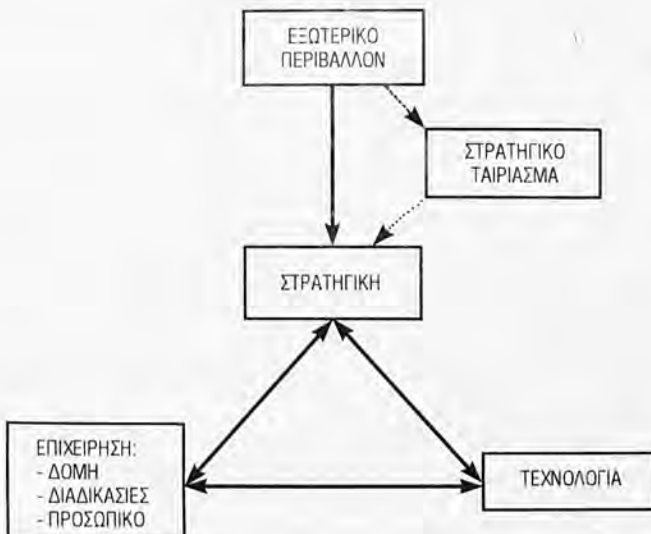 ΕΞΩΤΕΡΙΚΟ
ΠΕΡΙΒΑΛΛΟΝ
ΣΤΡΑΤΗΓΙΚΟ
ΤΑΙΡΙΑΣΜΑ
ΣΤΡΑΤΗΓΙΚΗ
ΕΠΙΧΕΙΡΗΣΗ:
- ΔΟΜΗ
- ΔΙΑΔΙΚΑΣΙΕΣ
- ΠΡΟΣΩΠΙΚΟ
ΤΕΧΝΟΛΟΓΙΑ